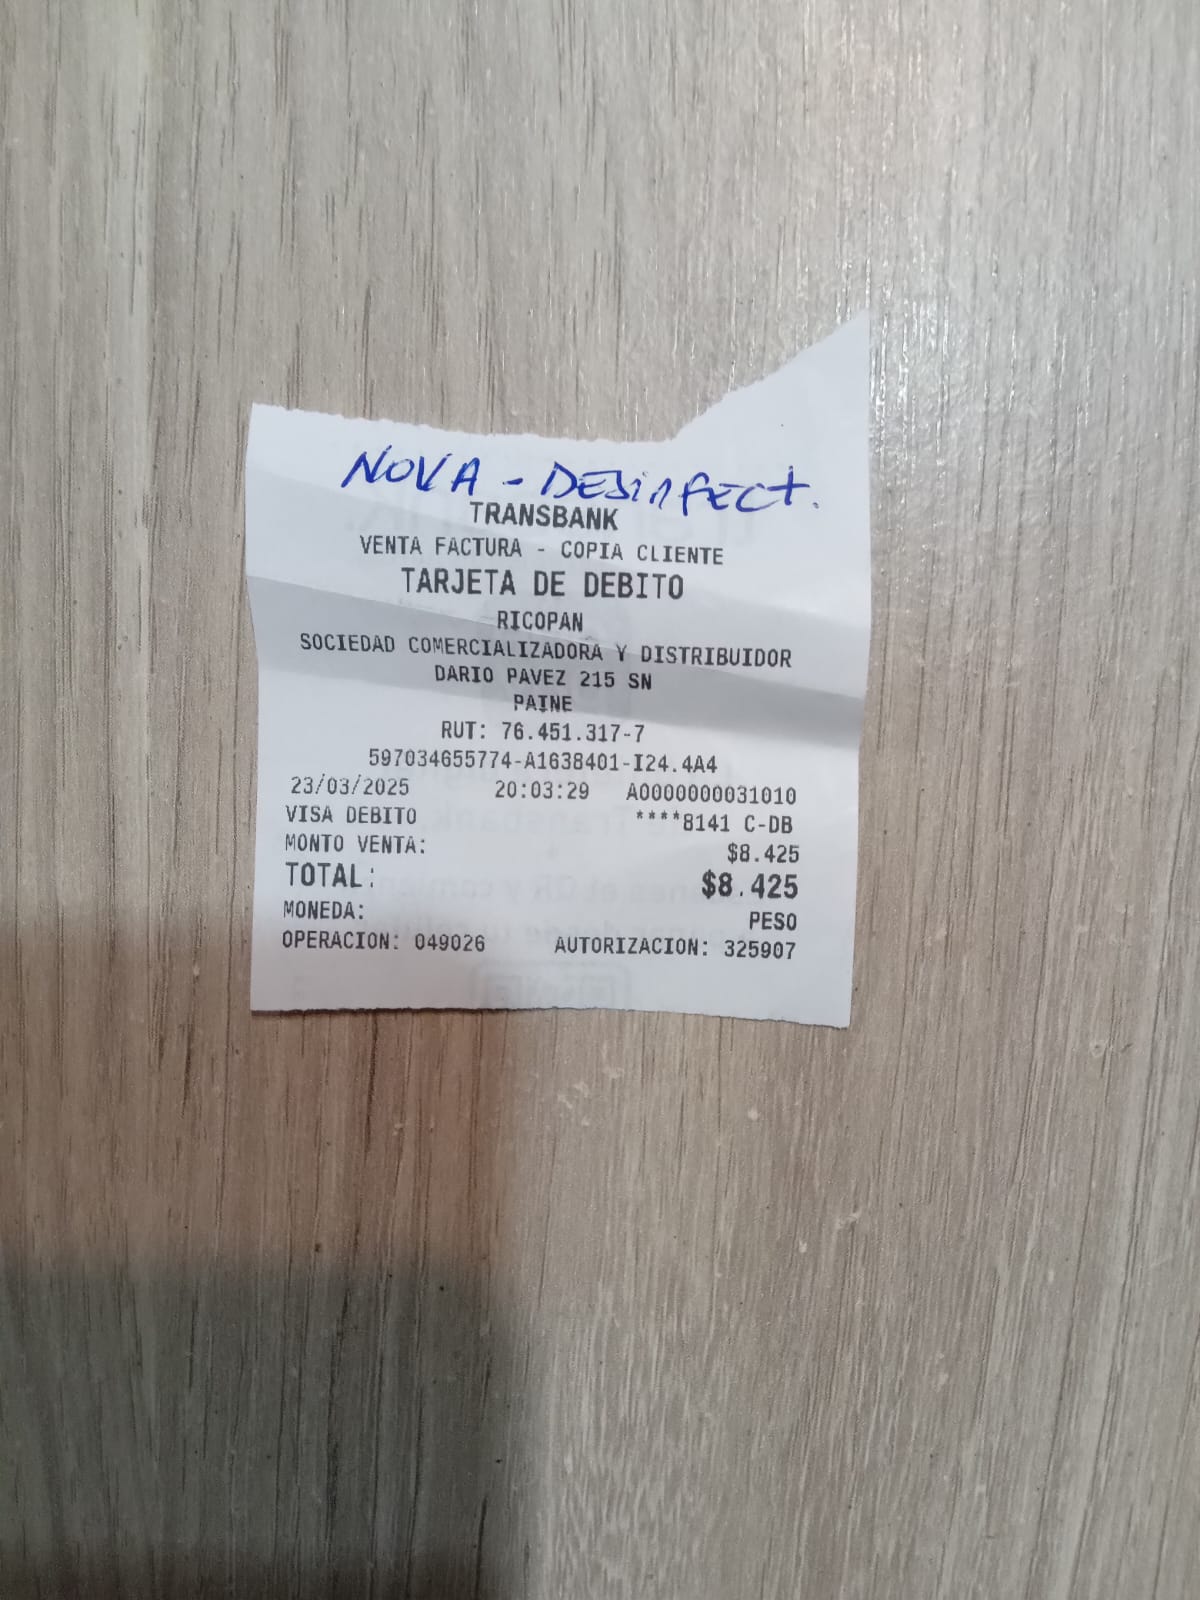 NOVA - DESinfECT.
TRANSBANK
VENTA FACTURA - COPIA CLIENTE
TARJETA DE DEBITO
RICOPAN
SOCIEDAD COMERCIALIZADORA Y DISTRIBUIDOR
DARIO PAVEZ 215 SN
PAINE
RUT: 76.451.317-7
597034655774-A1638401-I24.4A4
23/03/2025 20:03:29 A0000000031010
VISA DEBITO ****8141 C-DB
MONTO VENTA: $8.425
TOTAL: $8.425
MONEDA: PESO
OPERACION: 049026 AUTORIZACION: 325907